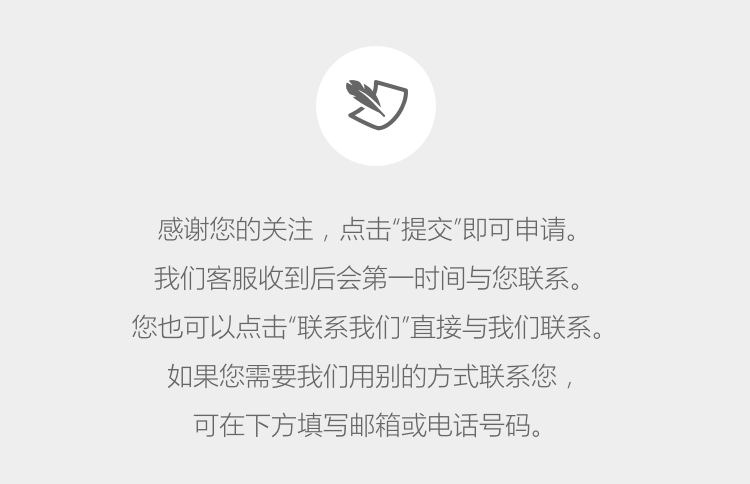 感谢您的关注，点击“提交”即可申请。
我们客服收到后会第一时间与您联系。
您也可以点击“联系我们”直接与我们联系。
如果您需要我们用别的方式联系您，
可在下方填写邮箱或电话号码。